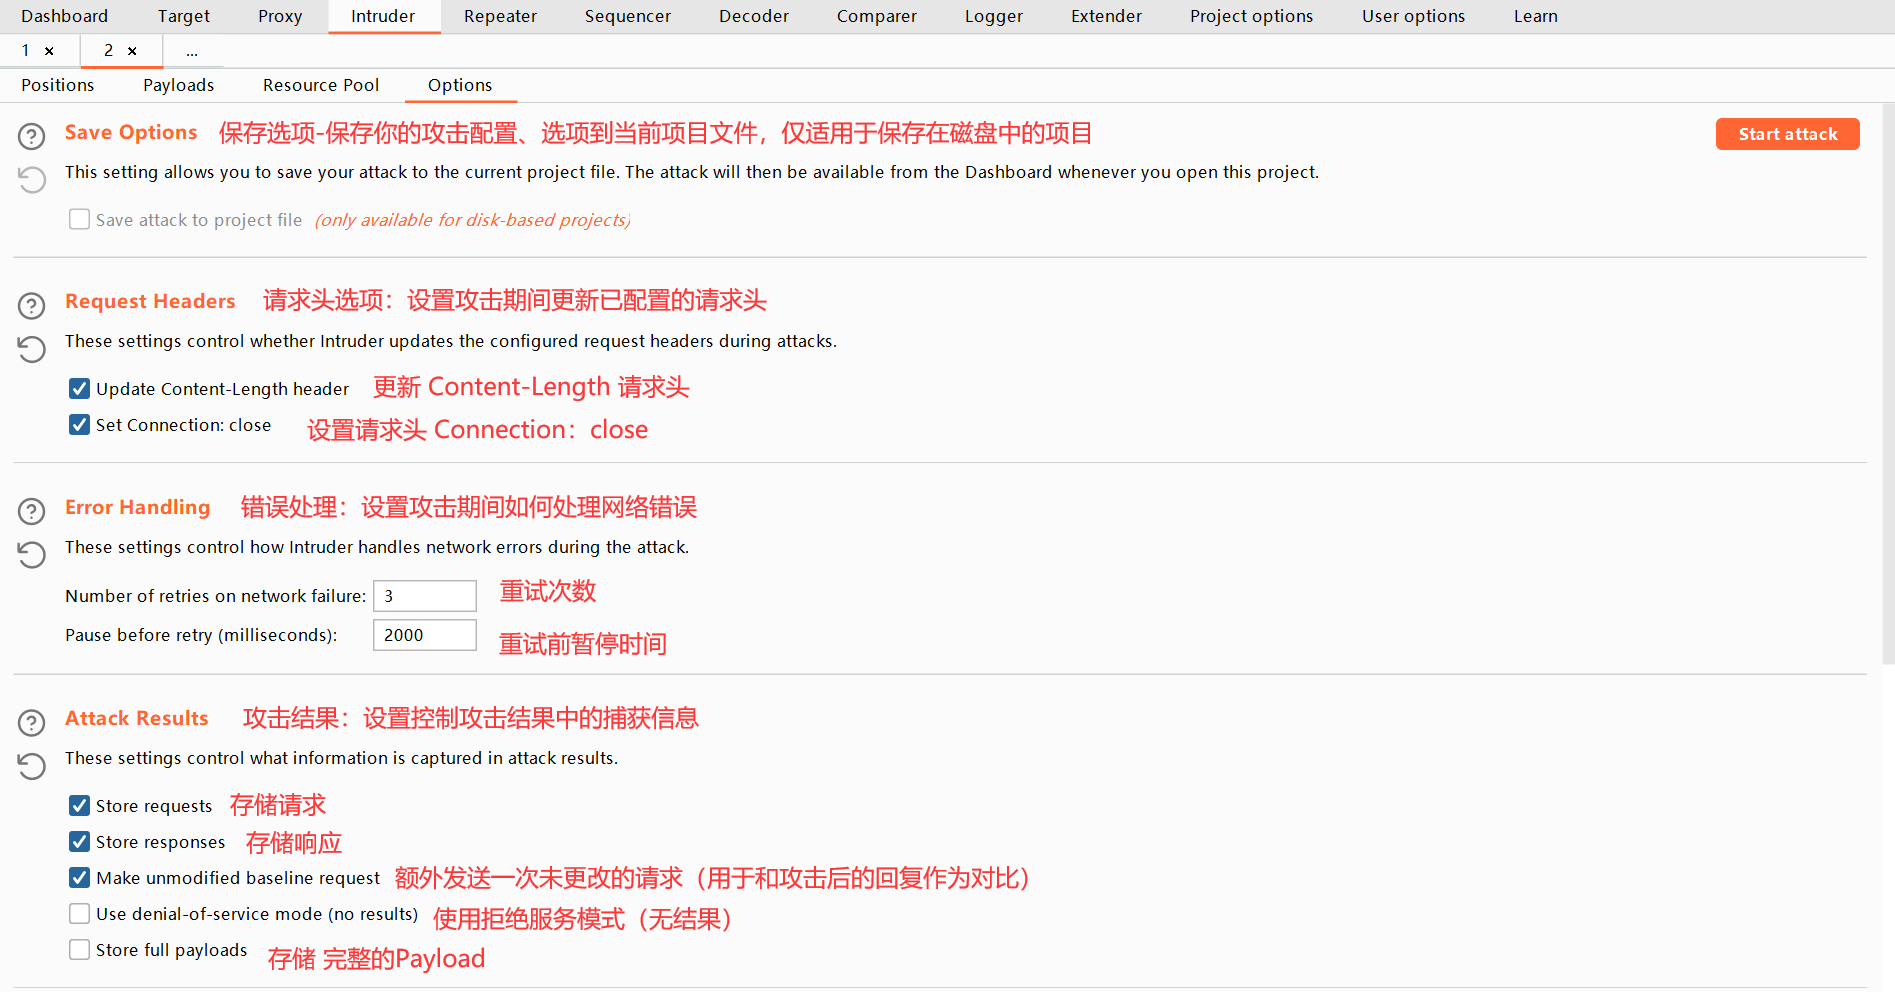 Dashboard Target Proxy Intruder Repeater Sequencer Decoder Comparer Logger Extender Project options User options Learn
1 × 2 × ...
Positions Payloads Resource Pool Options
Save Options 保存选项-保存你的攻击配置、选项到当前项目文件，仅适用于保存在磁盘中的项目 Start attack
This setting allows you to save your attack to the current project file. The attack will then be available from the Dashboard whenever you open this project.
Save attack to project file (only available for disk-based projects)
Request Headers 请求头选项：设置攻击期间更新已配置的请求头
These settings control whether Intruder updates the configured request headers during attacks.
Update Content-Length header 更新 Content-Length 请求头
Set Connection: close 设置请求头 Connection：close
Error Handling 错误处理：设置攻击期间如何处理网络错误
These settings control how Intruder handles network errors during the attack.
Number of retries on network failure: 3 重试次数
Pause before retry (milliseconds): 2000 重试前暂停时间
Attack Results 攻击结果：设置控制攻击结果中的捕获信息
These settings control what information is captured in attack results.
Store requests 存储请求
Store responses 存储响应
Make unmodified baseline request 额外发送一次未更改的请求（用于和攻击后的回复作为对比）
Use denial-of-service mode (no results) 使用拒绝服务模式（无结果）
Store full payloads 存储 完整的Payload